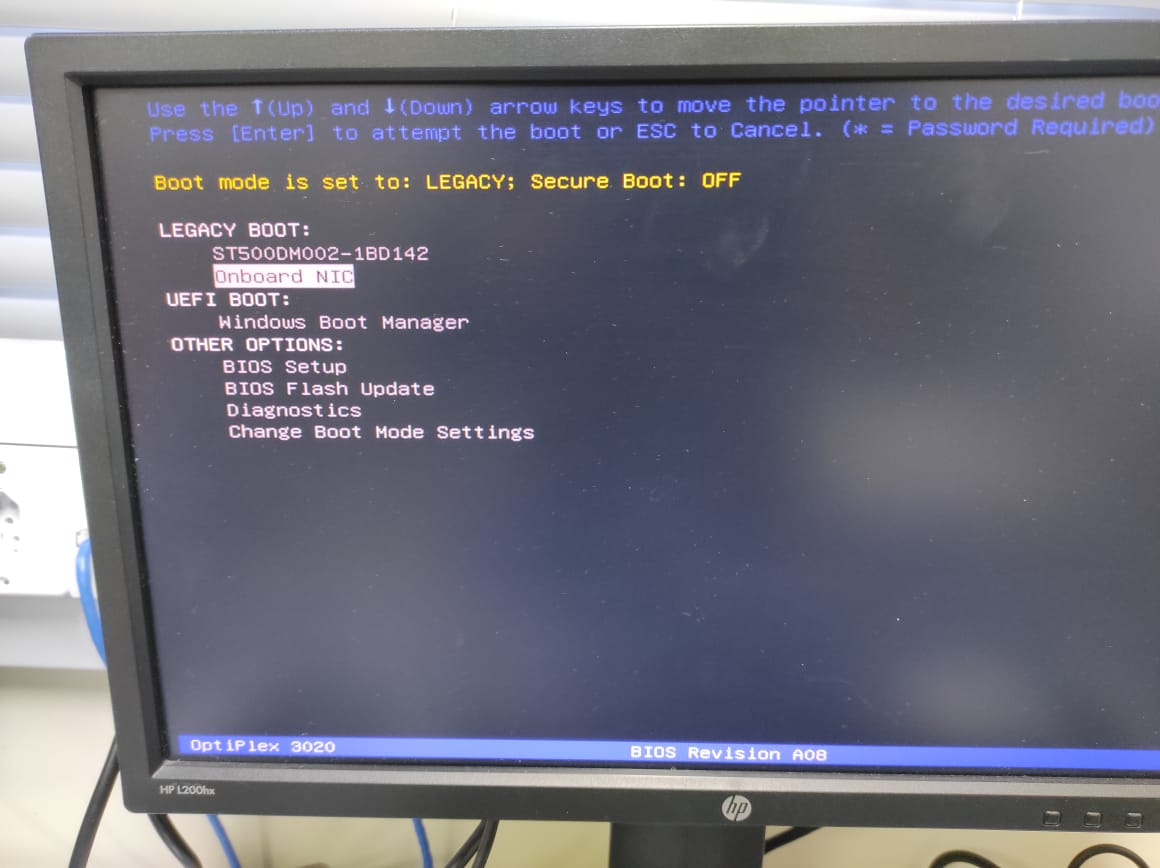 Use the ↑(Up) and ↓(Down) arrow keys to move the pointer to the desired boo
Press [Enter] to attempt the boot or ESC to Cancel. (* = Password Required)
Boot mode is set to: LEGACY; Secure Boot: OFF
LEGACY BOOT:
ST500DM002-1BD142
Onboard NIC
UEFI BOOT:
Windows Boot Manager
OTHER OPTIONS:
BIOS Setup
BIOS Flash Update
Diagnostics
Change Boot Mode Settings
OptiPlex 3020 BIOS Revision A08
HP L200hx
hp